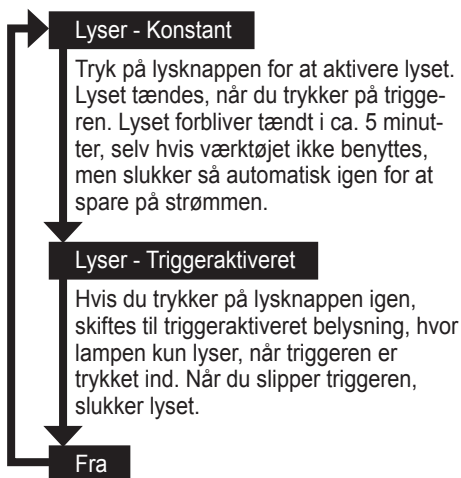 Lyser - Konstant
Tryk på lysknappen for at aktivere lyset.
Lyset tændes, når du trykker på trigge-
ren. Lyset forbliver tændt i ca. 5 minut-
ter, selv hvis værktøjet ikke benyttes,
men slukker så automatisk igen for at
spare på strømmen.
Lyser - Triggeraktiveret
Hvis du trykker på lysknappen igen,
skiftes til triggeraktiveret belysning, hvor
lampen kun lyser, når triggeren er
trykket ind. Når du slipper triggeren,
slukker lyset.
Fra